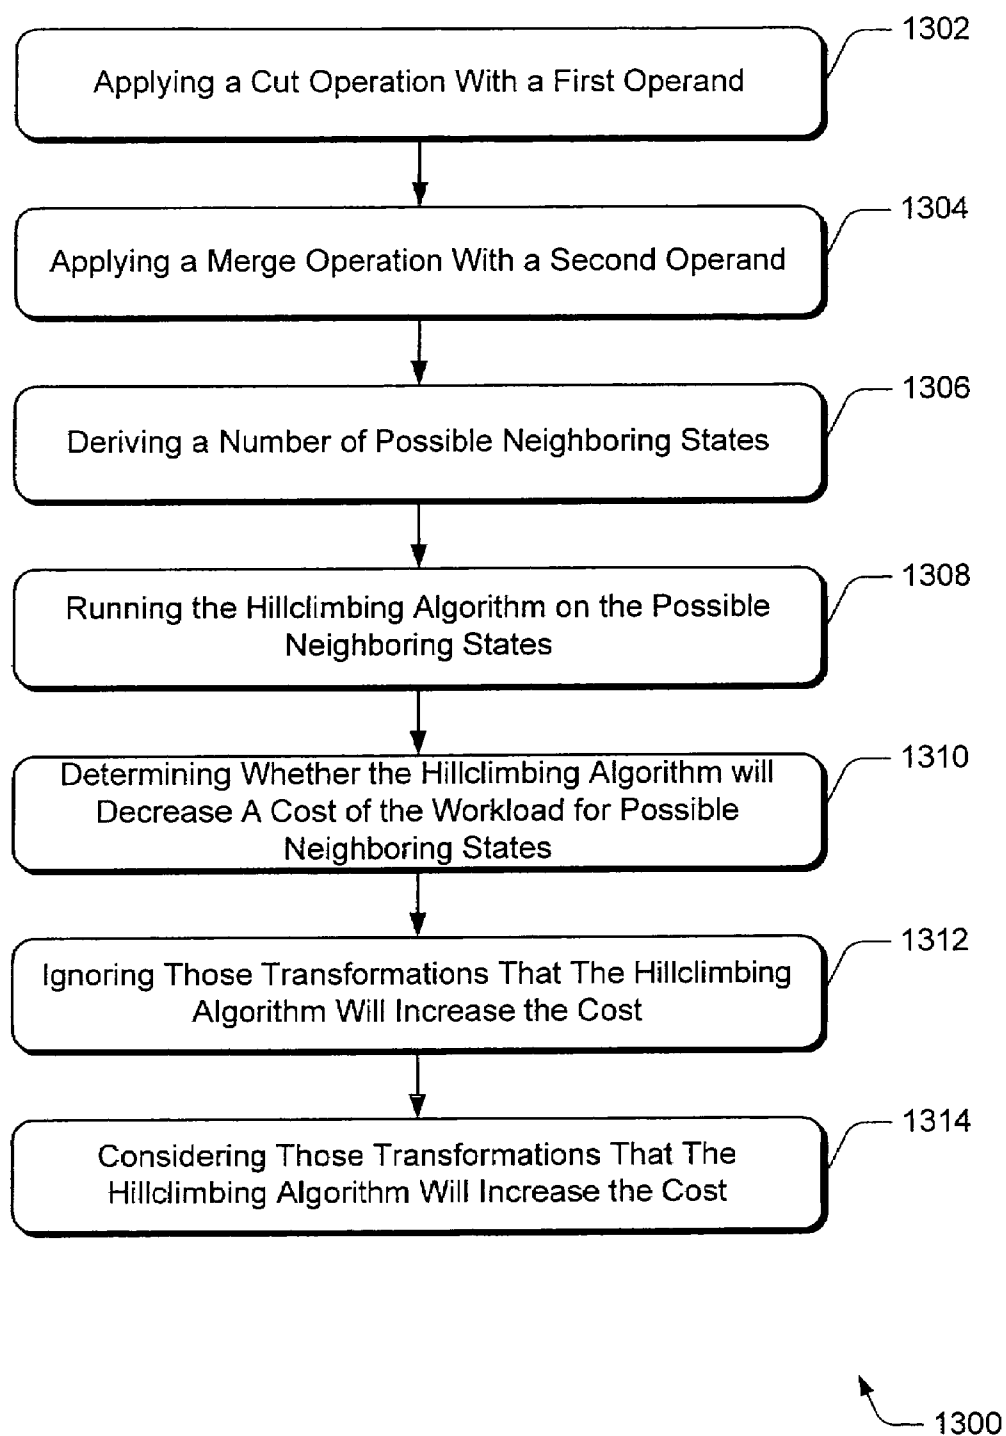 1302
Applying a Cut Operation With a First Operand
1304
Applying a Merge Operation With a Second Operand
1306
Deriving a Number of Possible Neighboring States
1308
Running the Hillclimbing Algorithm on the Possible
Neighboring States
1310
Determining Whether the Hillclimbing Algorithm will
Decrease A Cost of the Workload for Possible
Neighboring States
1312
Ignoring Those Transformations That The Hillclimbing
Algorithm Will Increase the Cost
1314
Considering Those Transformations That The
Hillclimbing Algorithm Will Increase the Cost
1300